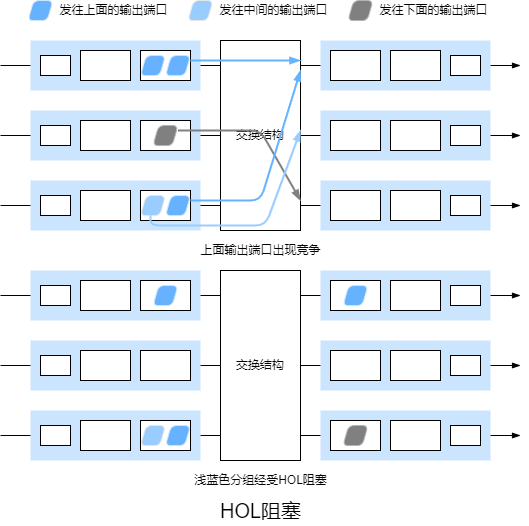 发往上面的输出端口 发往中间的输出端口 发往下面的输出端口
交换结构
上面输出端口出现竞争
交换结构
浅蓝色分组经受HOL阻塞
HOL阻塞